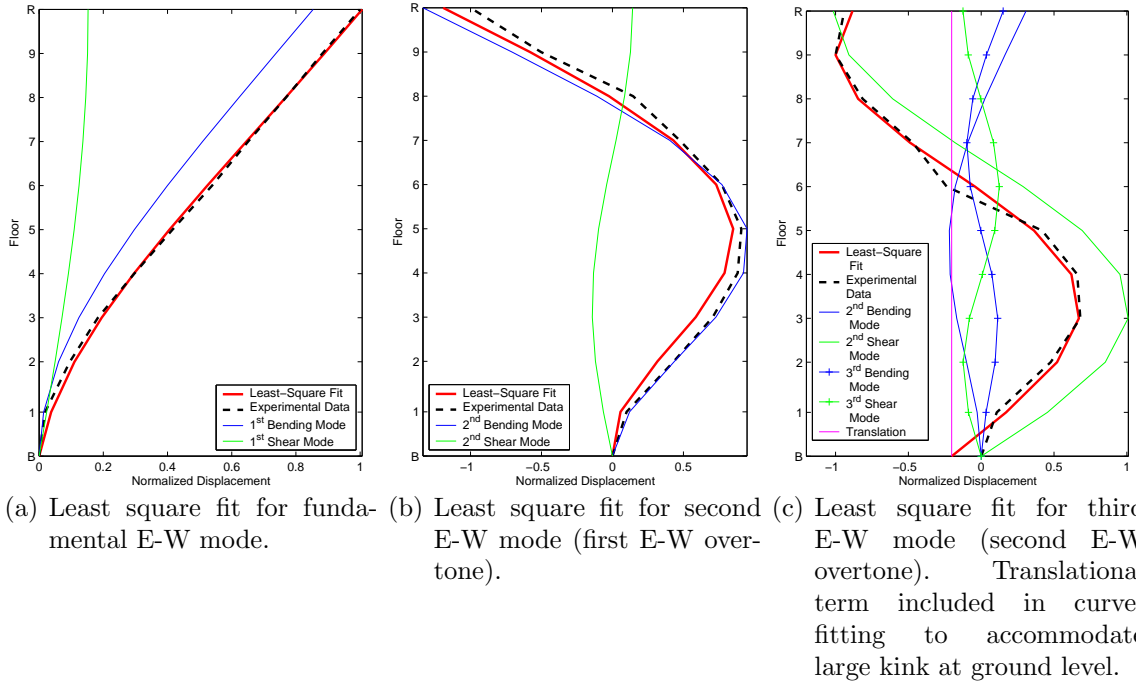 R
9
8
7
6
5
4
3
2
1
B
Floor
0
0.2
0.4
0.6
0.8
1
Normalized Displacement
Least−Square Fit
Experimental Data
1st Bending Mode
1st Shear Mode
R
9
8
7
6
5
4
3
2
1
B
Floor
−1
−0.5
0
0.5
Normalized Displacement
Least−Square Fit
Experimental Data
2nd Bending Mode
2nd Shear Mode
R
9
8
7
6
5
4
3
2
1
B
Floor
−1
−0.5
0
0.5
1
Normalized Displacement
Least−Square
Fit
Experimental
Data
2nd Bending
Mode
2nd Shear
Mode
3rd Bending
Mode
3rd Shear
Mode
Translation
(a) Least square fit for funda-
mental E-W mode.
(b) Least square fit for second
E-W mode (first E-W over-
tone).
(c) Least square fit for third
E-W mode (second E-W
overtone). Translationa
term included in curve
fitting to accommodate
large kink at ground level.